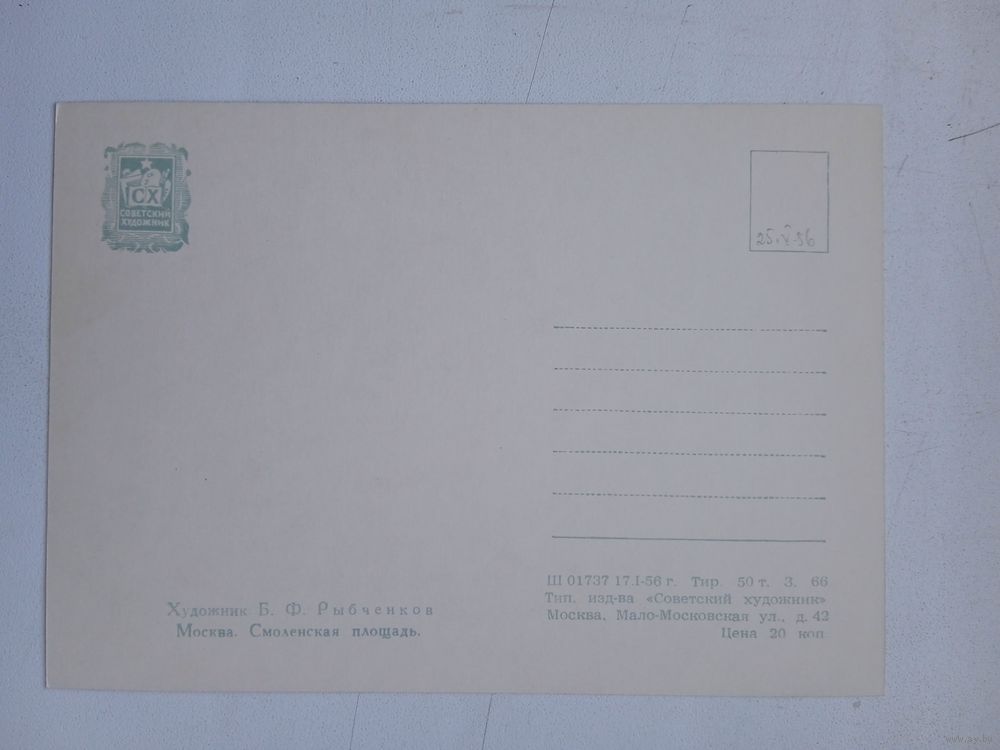 СХ
СОВЕТСКИЙ
ХУДОЖНИК
25.V.56
Художник Б. Ф. Рыбченков
Москва. Смоленская площадь.
Ш 01737 17.I-56 г. Тир. 50 т. З. 66
Тип. изд-ва «Советский художник»
Москва, Мало-Московская ул., д. 42
Цена 20 коп.